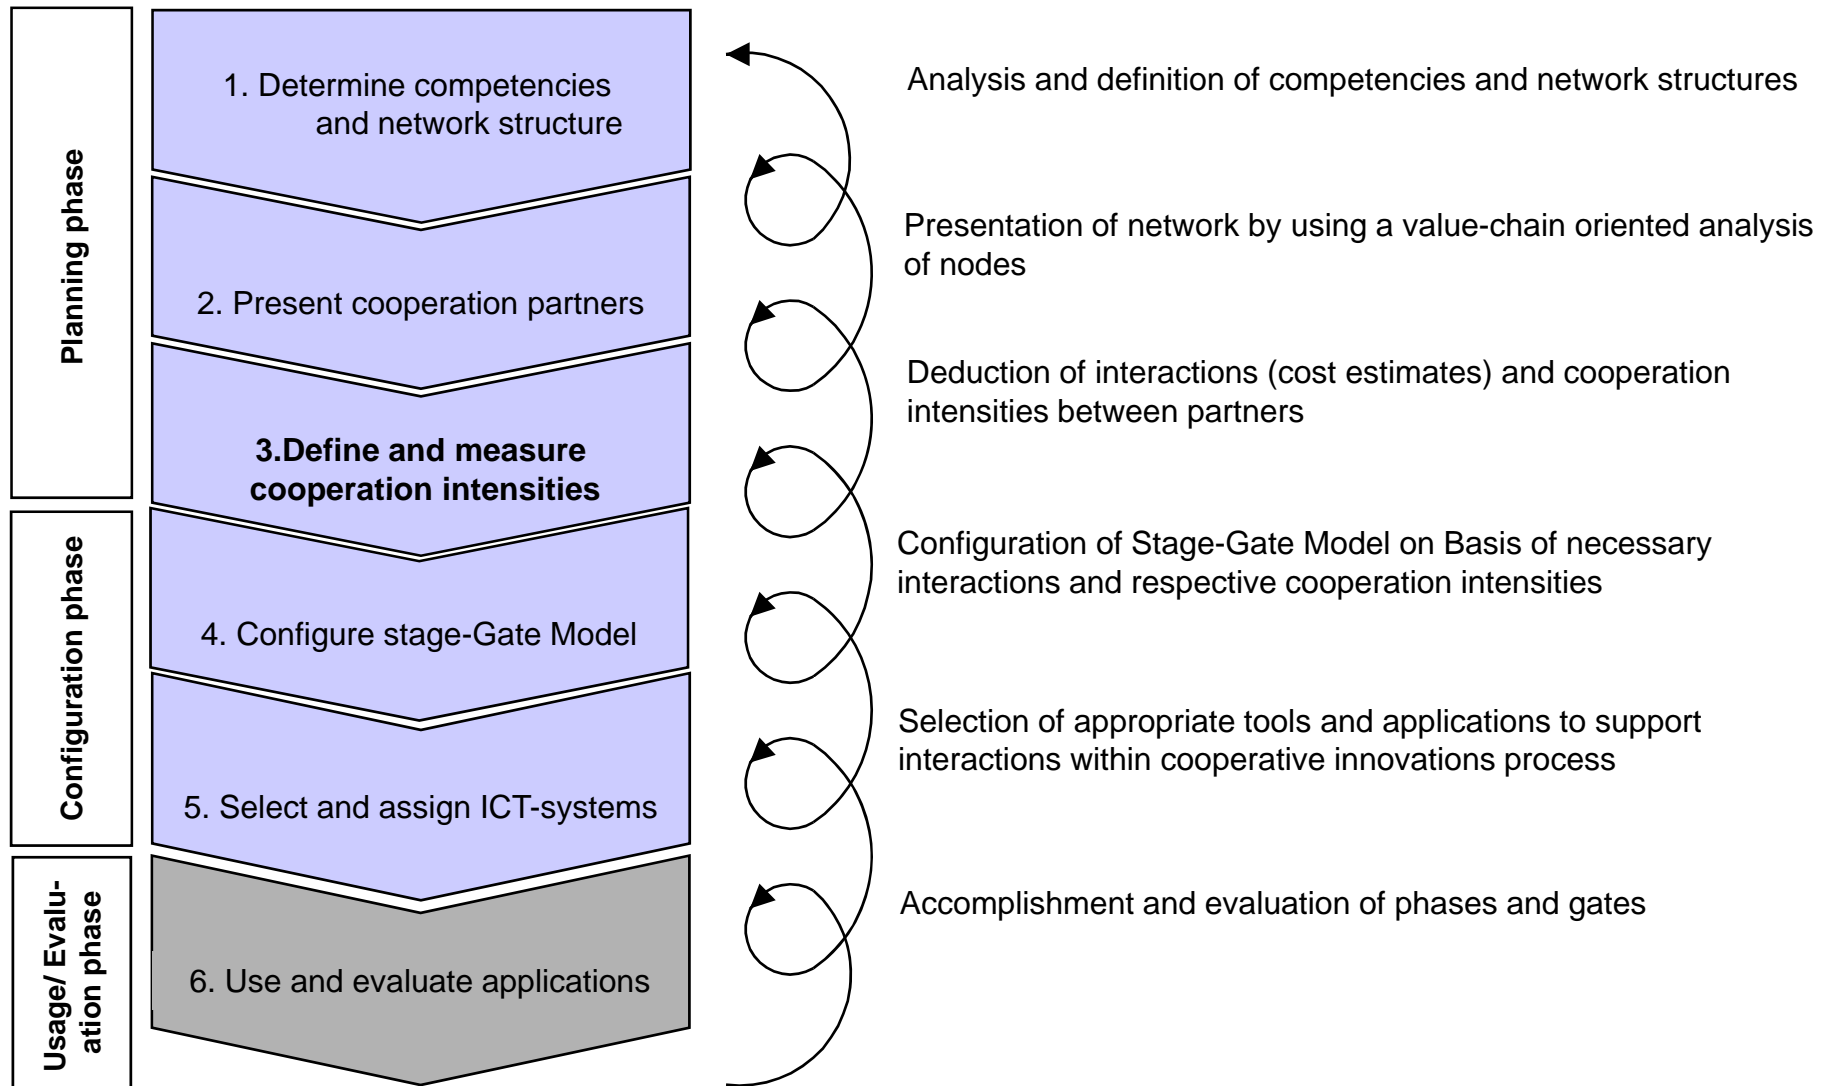 Planning phase
1. Determine competencies
and network structure
Analysis and definition of competencies and network structures
2. Present cooperation partners
Presentation of network by using a value-chain oriented analysis
of nodes
3.Define and measure
cooperation intensities
Deduction of interactions (cost estimates) and cooperation
intensities between partners
Configuration phase
4. Configure stage-Gate Model
Configuration of Stage-Gate Model on Basis of necessary
interactions and respective cooperation intensities
5. Select and assign ICT-systems
Selection of appropriate tools and applications to support
interactions within cooperative innovations process
Usage/ Evalu-
ation phase
6. Use and evaluate applications
Accomplishment and evaluation of phases and gates